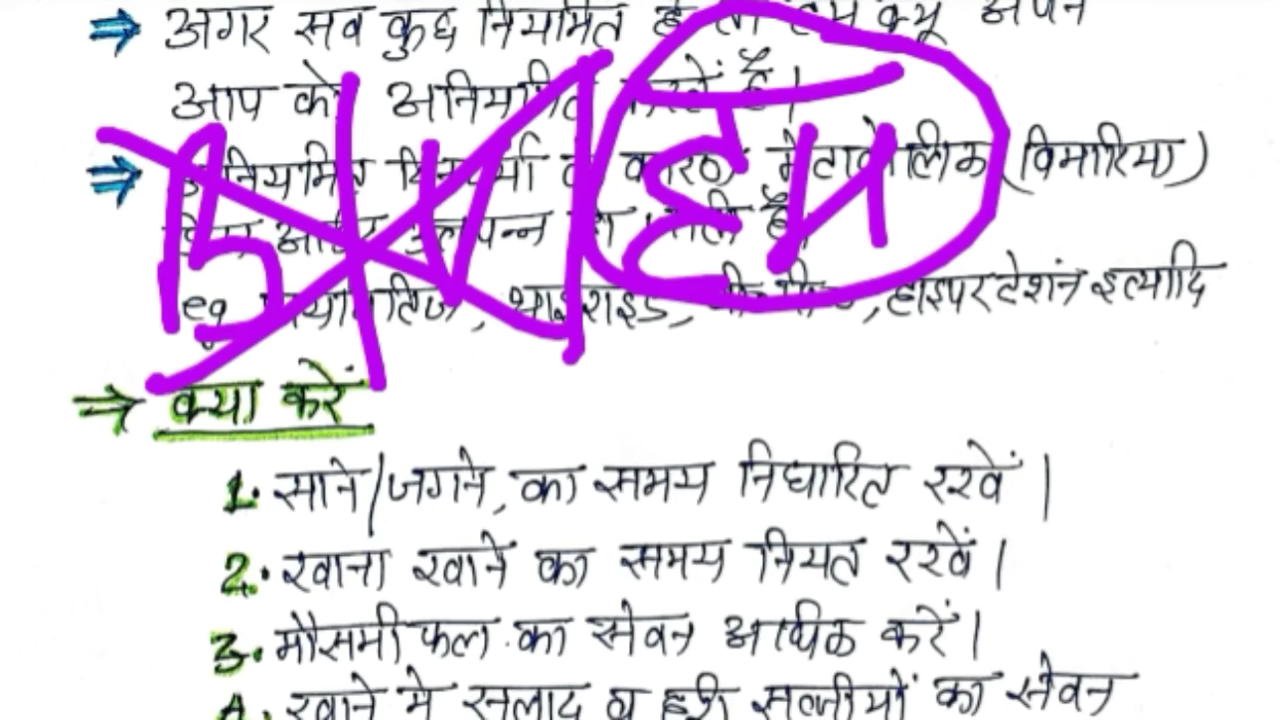 ⇒ अगर सब कुछ नियमित है तो हम क्यू अपने
आप को अनियमित करते हैं।
⇒ अनियमित दिनचर्या के कारण मेटाबोलिक (विमारिया)
उत्पन्न हो है।
eg , थाइराइड, , हाइपरटेशंन इत्यादि
हम
⇒ क्या करें
1. सोने/जगने, का समय निर्धारित रखें।
2. खाना खाने का समय नियत रखें।
3. मौसमी फल का सेवन अधिक करें।
4. खाने मे सलाद व हरी सब्जीयों का सेवन